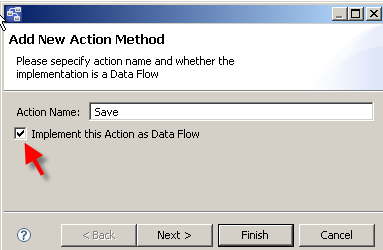 Add New Action Method
Please sepecify action name and whether the
implementation is a Data Flow
Action Name: Save
Implement this Action as Data Flow
? < Back Next > Finish Cancel